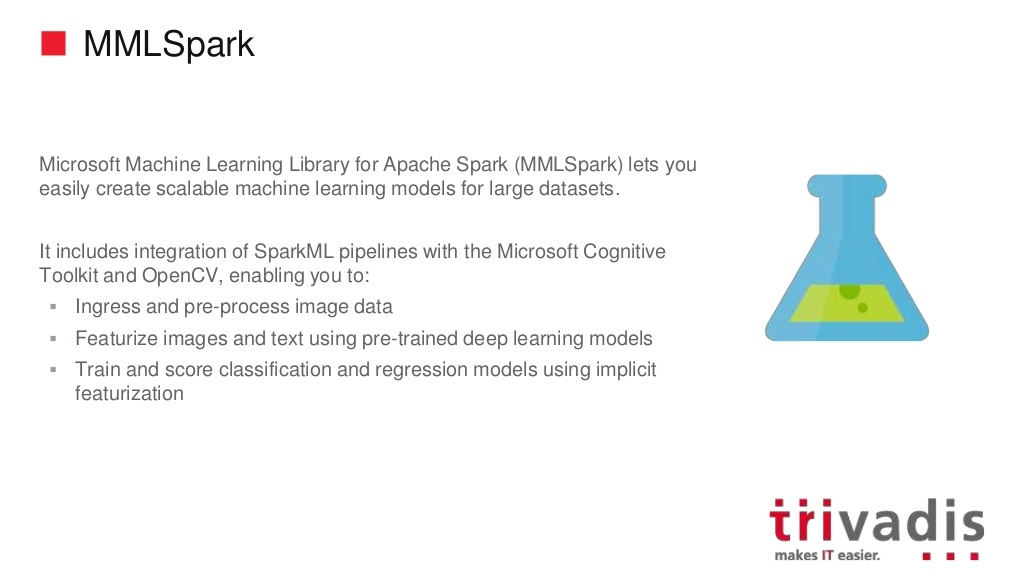 MMLSpark
Microsoft Machine Learning Library for Apache Spark (MMLSpark) lets you
easily create scalable machine learning models for large datasets.
It includes integration of SparkML pipelines with the Microsoft Cognitive
Toolkit and OpenCV, enabling you to:
▪ Ingress and pre-process image data
▪ Featurize images and text using pre-trained deep learning models
▪ Train and score classification and regression models using implicit
featurization
trivadis
makes IT easier.